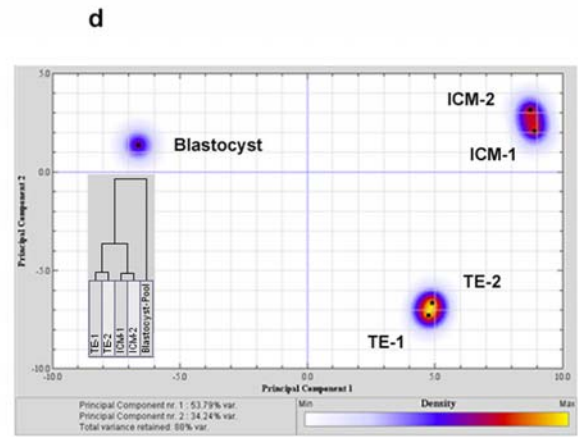 d
5.0
ICM-2
Blastocyst
ICM-1
0.0
Principal Component 2
-5.0
TE-2
TE-1
TE-2
ICM-1
ICM-2
Blastocyst-Pool
TE-1
-10.0
-10.0 -5.0 0.0 5.0 10.0
Principal Component 1
Principal Component nr. 1 : 53.79% var.
Principal Component nr. 2 : 34.24% var.
Total variance retained: 88% var.
Min Density Max